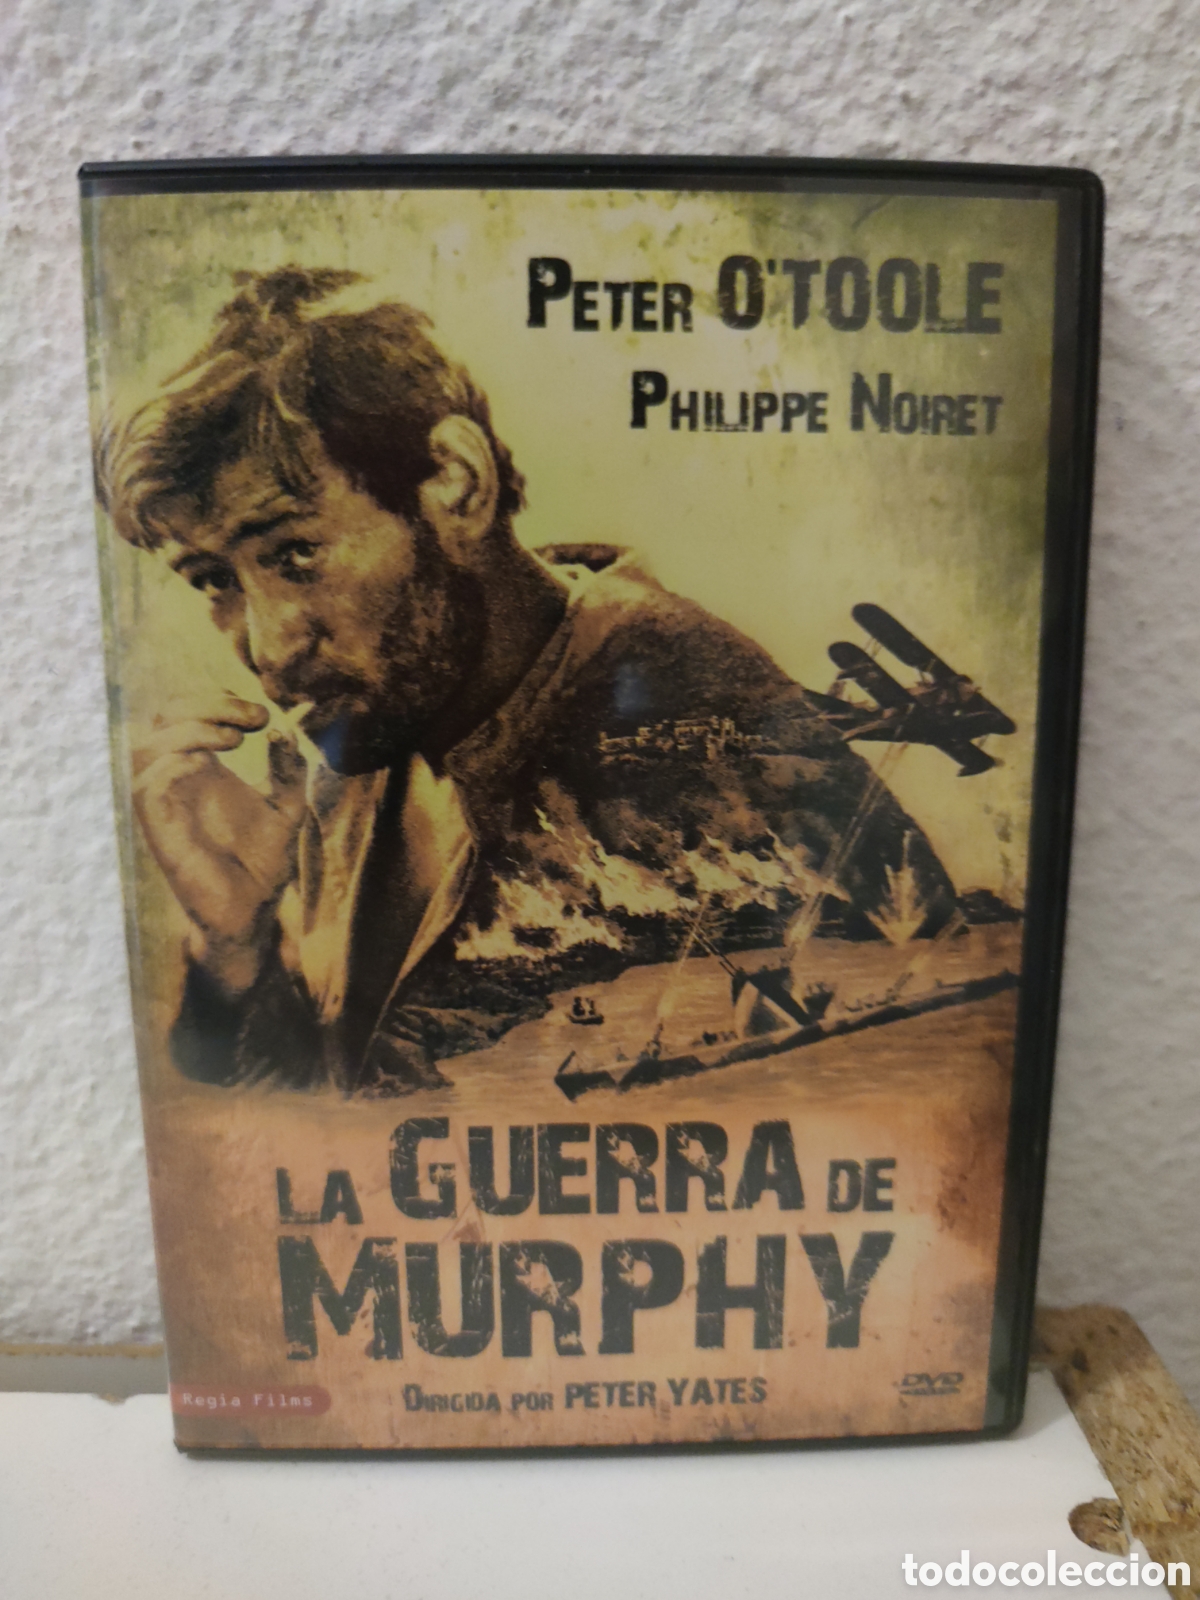 PETER O'TOOLE
PHILIPPE NOIRET
LA GUERRA DE
MURPHY
DIRIGIDA POR PETER YATES
Regia Films
DVD
todocoleccion